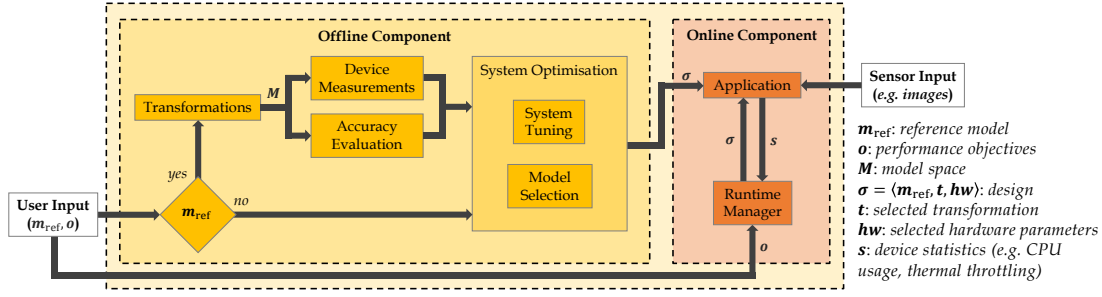 Offline Component
Online Component
Device
Measurements
System Optimisation
Transformations
M
Accuracy
Evaluation
System
Tuning
Model
Selection
σ
Application
Sensor Input
(e.g. images)
yes
no
m_ref
User Input
(m_ref, o)
σ
s
Runtime
Manager
o
m_ref: reference model
o: performance objectives
M: model space
σ = ⟨m_ref, t, hw⟩: design
t: selected transformation
hw: selected hardware parameters
s: device statistics (e.g. CPU
usage, thermal throttling)